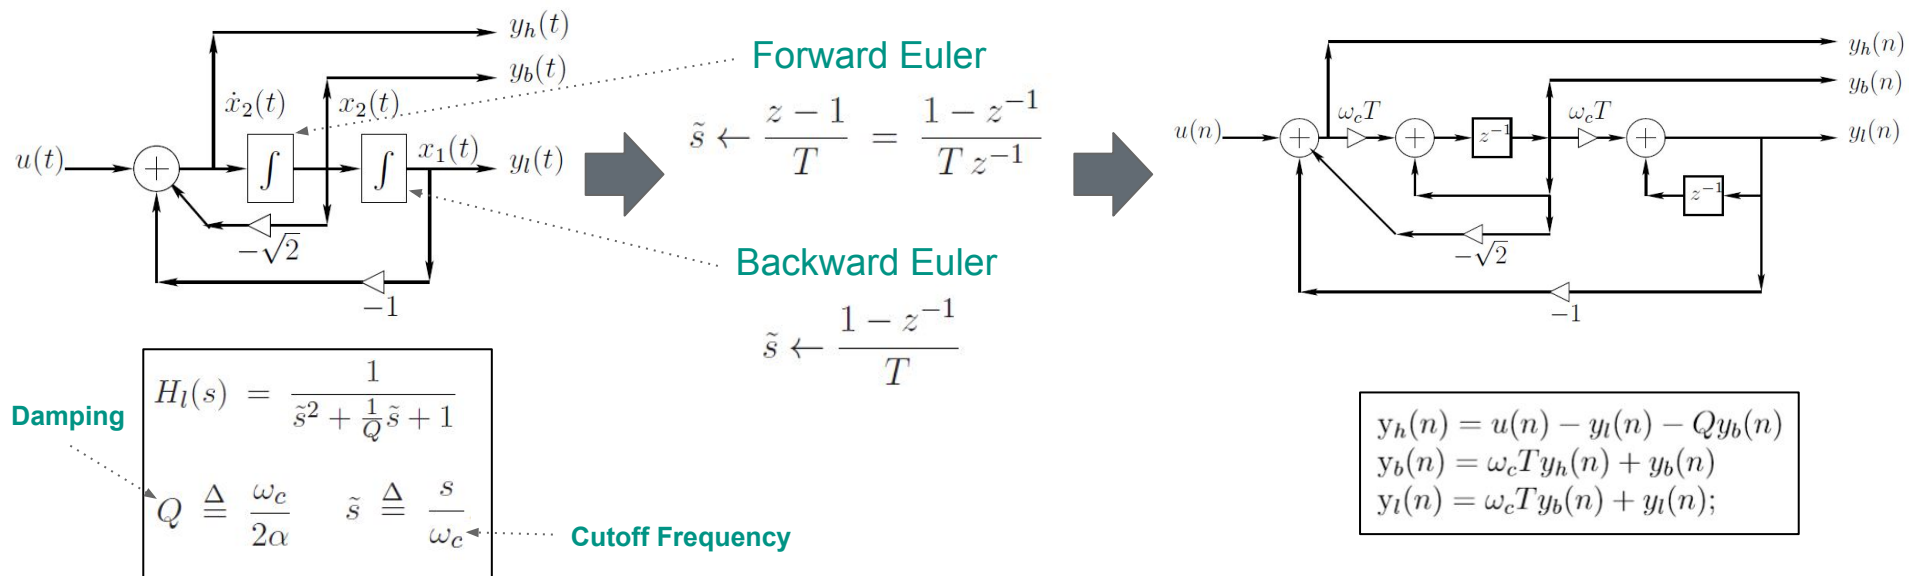 y_h(t)
y_b(t)
ẋ_2(t)
x_2(t)
u(t)
+
∫
∫
x_1(t)
y_l(t)
−√2
−1
H_l(s) = 1 / (s̃^2 + (1/Q) s̃ + 1)
Damping
Q ≜ ω_c / 2α    s̃ ≜ s / ω_c
Cutoff Frequency
Forward Euler
s̃ ← (z − 1) / T = (1 − z^{−1}) / (T z^{−1})
Backward Euler
s̃ ← (1 − z^{−1}) / T
y_h(n)
y_b(n)
ω_cT
ω_cT
u(n)
+
+
z^{−1}
+
y_l(n)
z^{−1}
−√2
−1
y_h(n) = u(n) − y_l(n) − Qy_b(n)
y_b(n) = ω_cTy_h(n) + y_b(n)
y_l(n) = ω_cTy_b(n) + y_l(n);